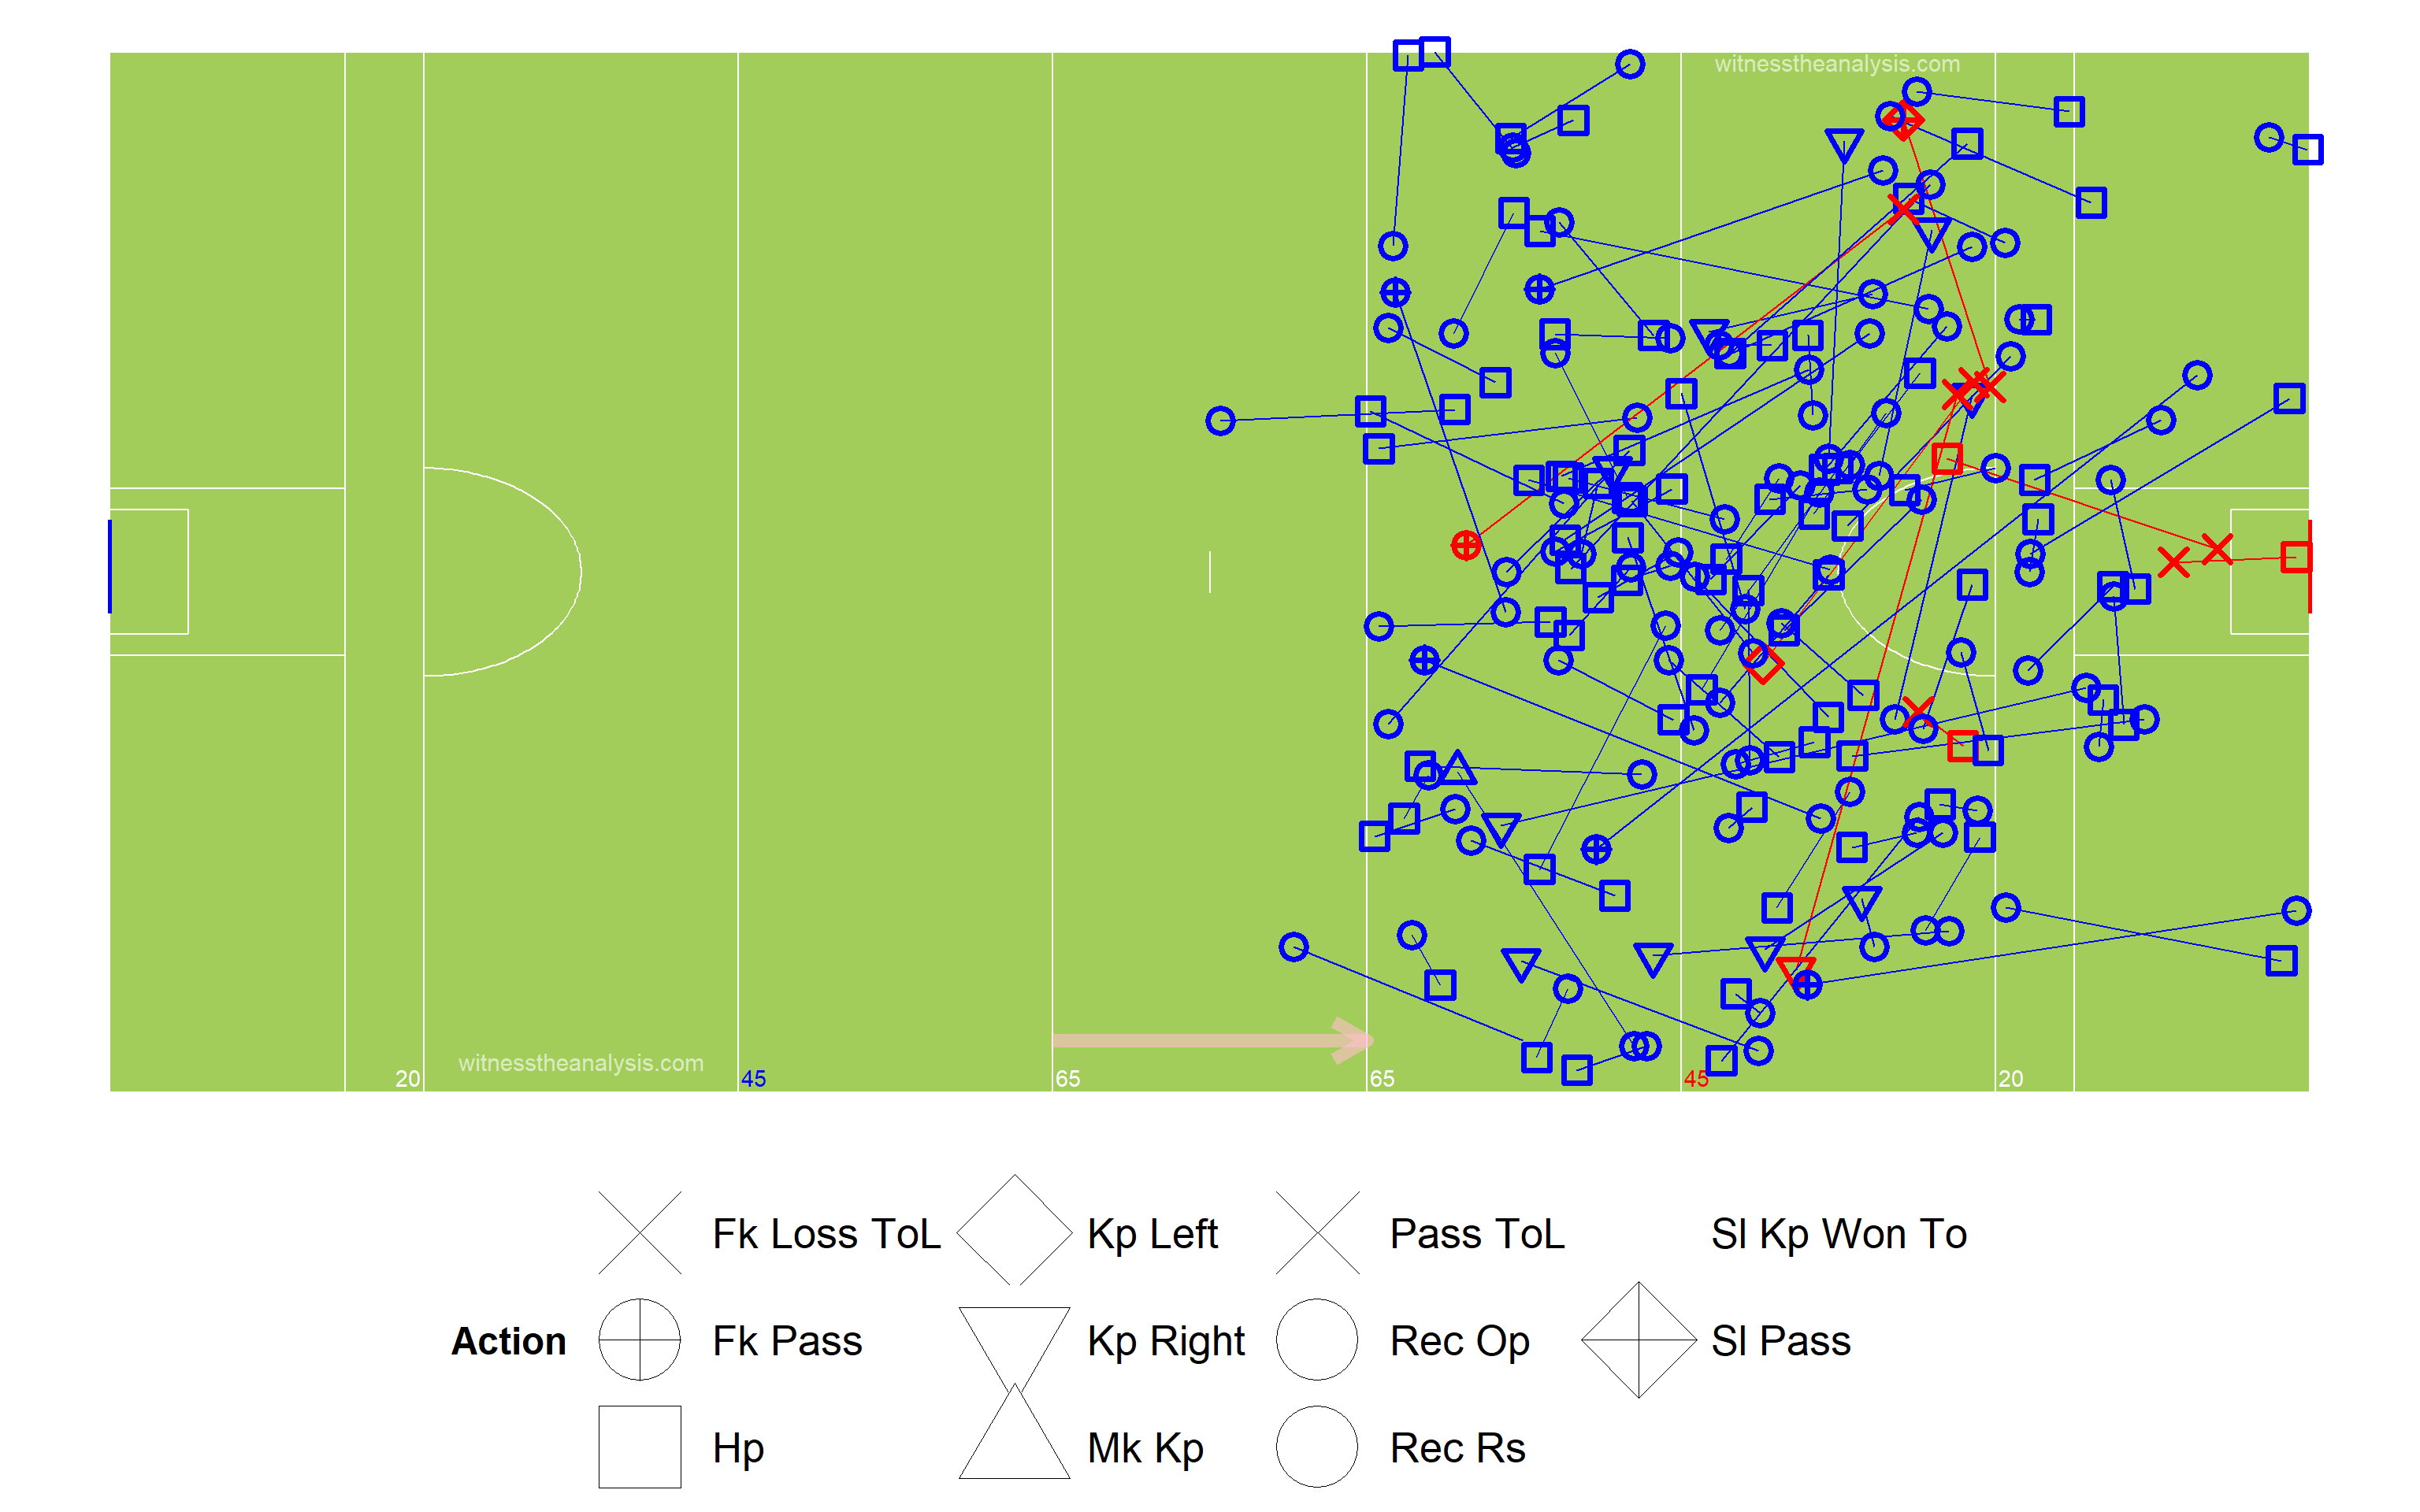 witnesstheanalysis.com
witnesstheanalysis.com
20 45 65 65 45 20
Fk Loss ToL Kp Left Pass ToL Sl Kp Won To
Action Fk Pass Kp Right Rec Op Sl Pass
Hp Mk Kp Rec Rs